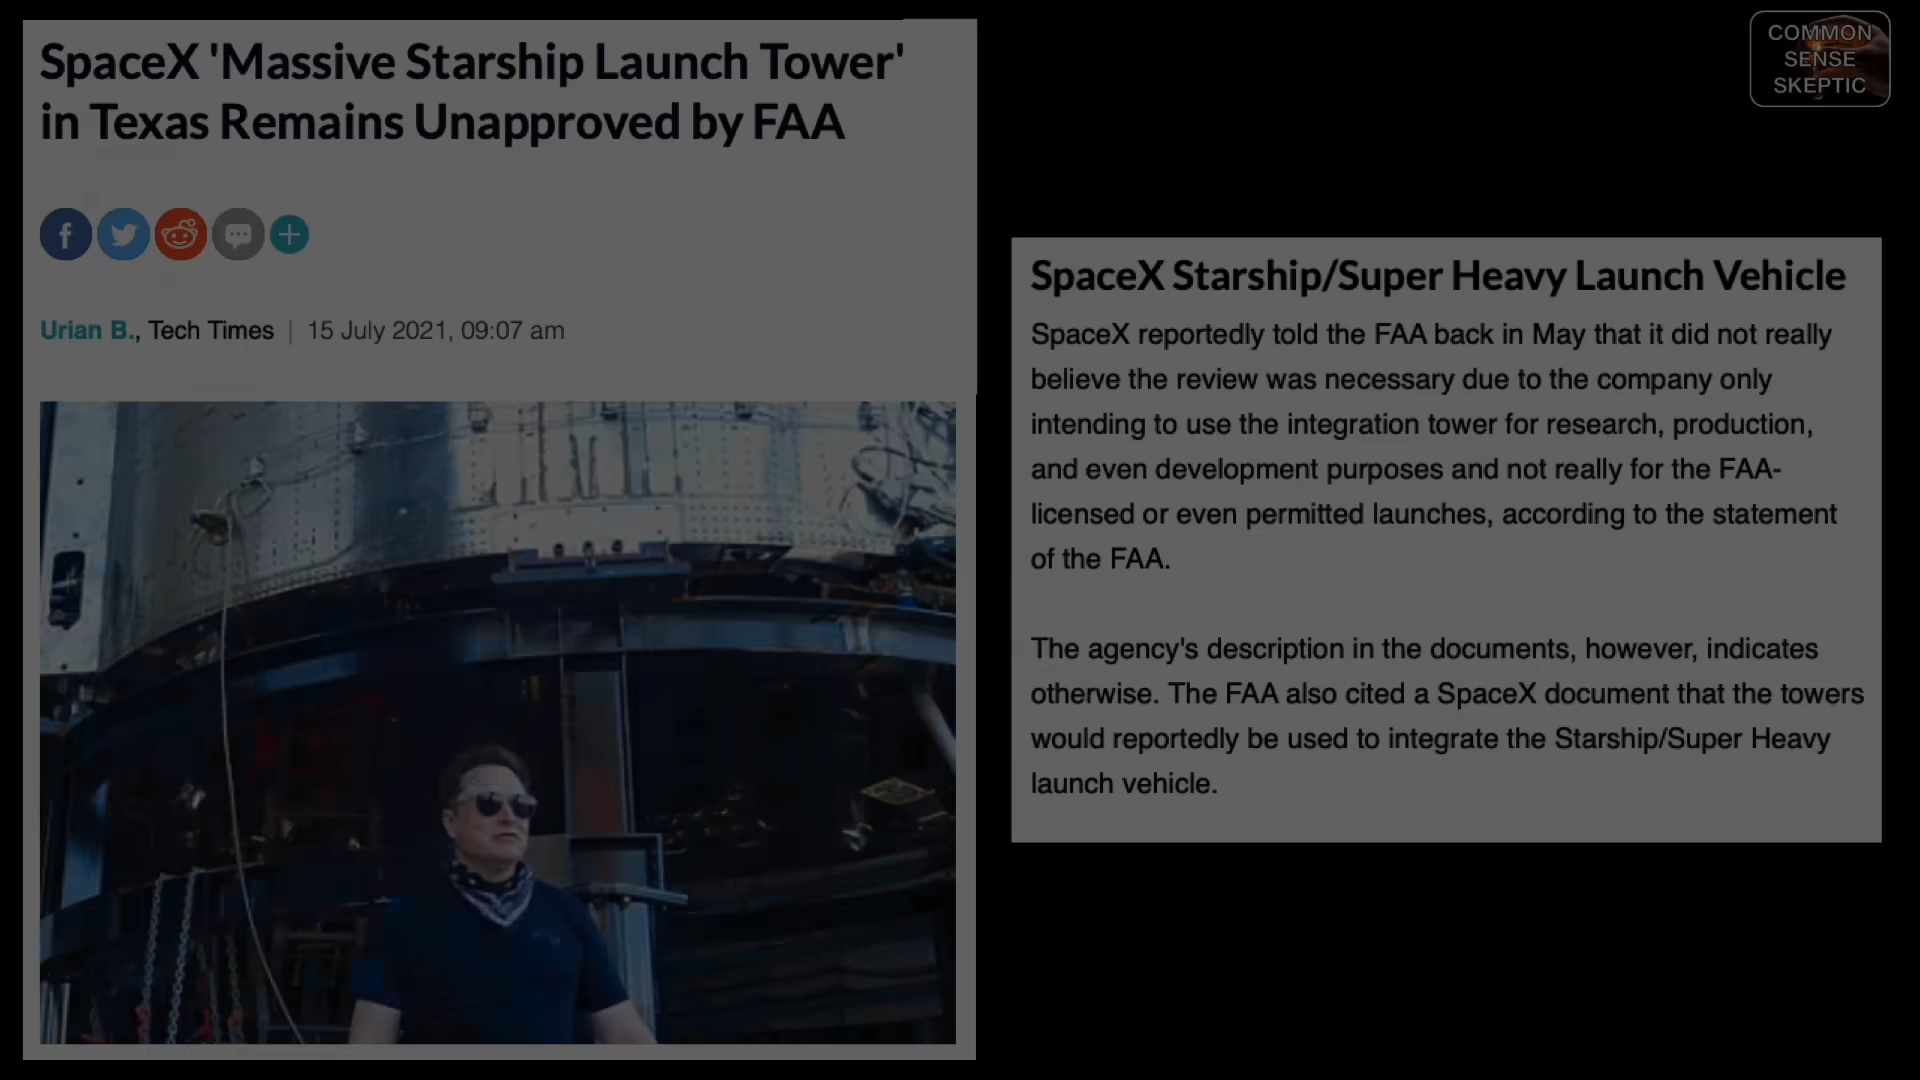 SpaceX 'Massive Starship Launch Tower'
in Texas Remains Unapproved by FAA
Urian B., Tech Times | 15 July 2021, 09:07 am
COMMON
SENSE
SKEPTIC
SpaceX Starship/Super Heavy Launch Vehicle
SpaceX reportedly told the FAA back in May that it did not really
believe the review was necessary due to the company only
intending to use the integration tower for research, production,
and even development purposes and not really for the FAA-
licensed or even permitted launches, according to the statement
of the FAA.
The agency's description in the documents, however, indicates
otherwise. The FAA also cited a SpaceX document that the towers
would reportedly be used to integrate the Starship/Super Heavy
launch vehicle.